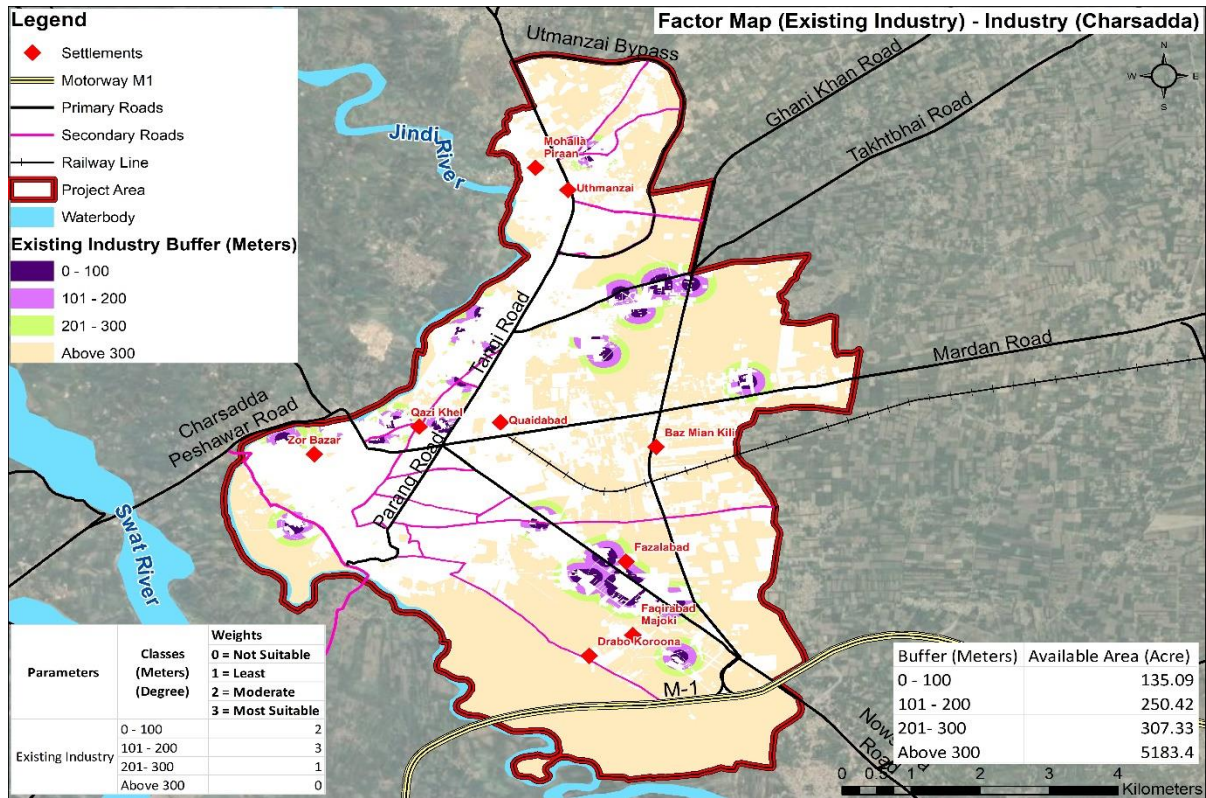 Legend
Settlements
Motorway M1
Primary Roads
Secondary Roads
Railway Line
Project Area
Waterbody
Existing Industry Buffer (Meters)
0 - 100
101 - 200
201 - 300
Above 300
Factor Map (Existing Industry) - Industry (Charsadda)
N
W
E
S
Utmanzai Bypass
Ghani Khan Road
Takhtbhai Road
Jindi River
Mohalla
Piraan
Uthmanzai
Tangi Road
Mardan Road
Charsadda
Peshawar Road
Qazi Khel
Quaidabad
Zor Bazar
Baz Mian Kili
Parang Road
Swat River
Fazalabad
Faqirabad
Majoki
Drabo Koroona
M-1
Road
Parameters
Classes
(Meters)
(Degree)
Weights
0 = Not Suitable
1 = Least
2 = Moderate
3 = Most Suitable
Existing Industry
0 - 100 2
101 - 200 3
201- 300 1
Above 300 0
Buffer (Meters) Available Area (Acre)
0 - 100 135.09
101 - 200 250.42
201- 300 307.33
Above 300 5183.4
0 0.5 1 2 3 4
Kilometers